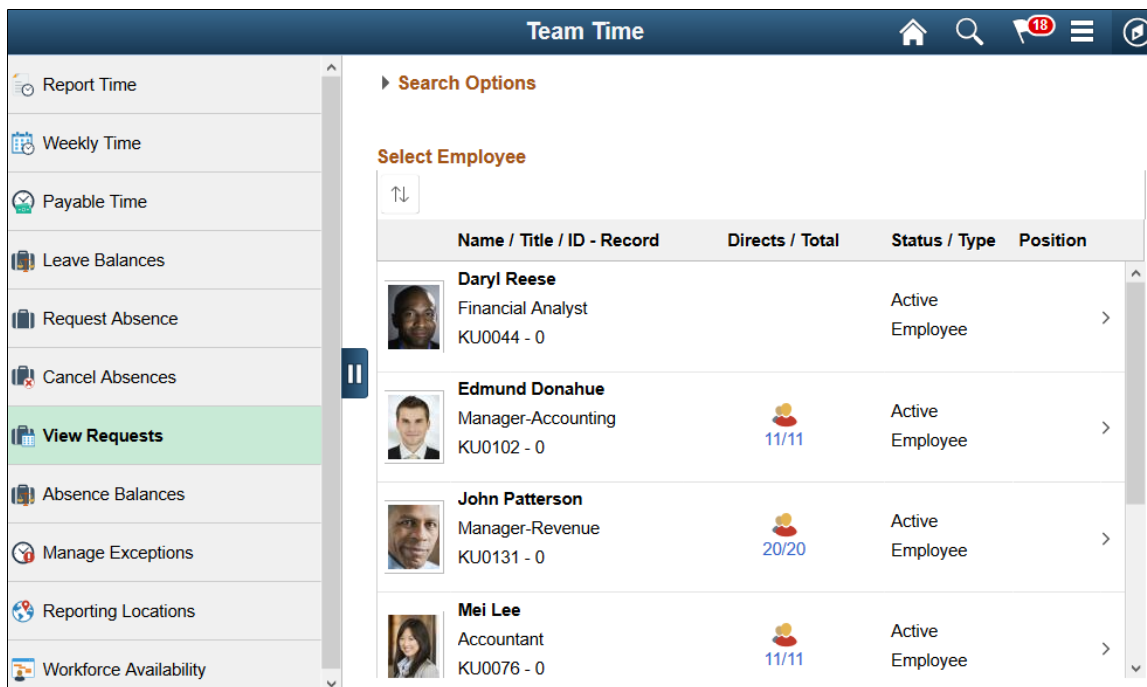 Team Time
18
Report Time
Weekly Time
Payable Time
Leave Balances
Request Absence
Cancel Absences
View Requests
Absence Balances
Manage Exceptions
Reporting Locations
Workforce Availability
Search Options
Select Employee
Name / Title / ID - Record Directs / Total Status / Type Position
Daryl Reese
Financial Analyst
KU0044 - 0
Active
Employee
Edmund Donahue
Manager-Accounting
KU0102 - 0
11/11
Active
Employee
John Patterson
Manager-Revenue
KU0131 - 0
20/20
Active
Employee
Mei Lee
Accountant
KU0076 - 0
11/11
Active
Employee